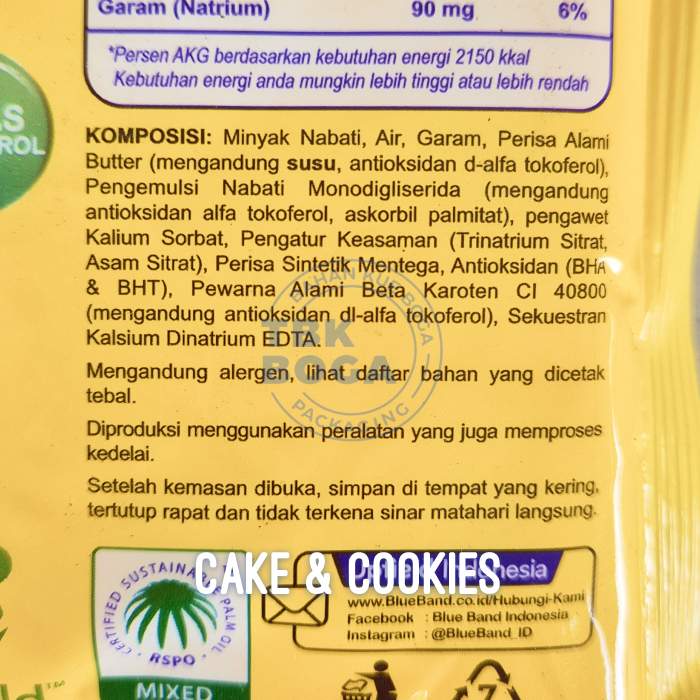 Garam (Natrium) 90 mg 6%
*Persen AKG berdasarkan kebutuhan energi 2150 kkal
Kebutuhan energi anda mungkin lebih tinggi atau lebih rendah
KOMPOSISI: Minyak Nabati, Air, Garam, Perisa Alami
Butter (mengandung susu, antioksidan d-alfa tokoferol),
Pengemulsi Nabati Monodigliserida (mengandung
antioksidan alfa tokoferol, askorbil palmitat), pengawet
Kalium Sorbat, Pengatur Keasaman (Trinatrium Sitrat,
Asam Sitrat), Perisa Sintetik Mentega, Antioksidan (BHA
& BHT), Pewarna Alami Beta Karoten CI 40800
(mengandung antioksidan dl-alfa tokoferol), Sekuestran
Kalsium Dinatrium EDTA.
BAHAN KUE BOGA
TBK
BOGA
PACKAGING
Mengandung alergen, lihat daftar bahan yang dicetak
tebal.
Diproduksi menggunakan peralatan yang juga memproses
kedelai.
Setelah kemasan dibuka, simpan di tempat yang kering,
tertutup rapat dan tidak terkena sinar matahari langsung.
CAKE & COOKIES
CERTIFIED SUSTAINABLE PALM OIL
RSPO
MIXED
Indonesia
www.BlueBand.co.id/Hubungi-Kami
Facebook : Blue Band Indonesia
Instagram : @BlueBand_ID
7